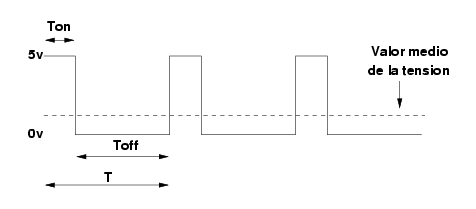 Ton
5v
Valor medio
de la tension
0v
Toff
T